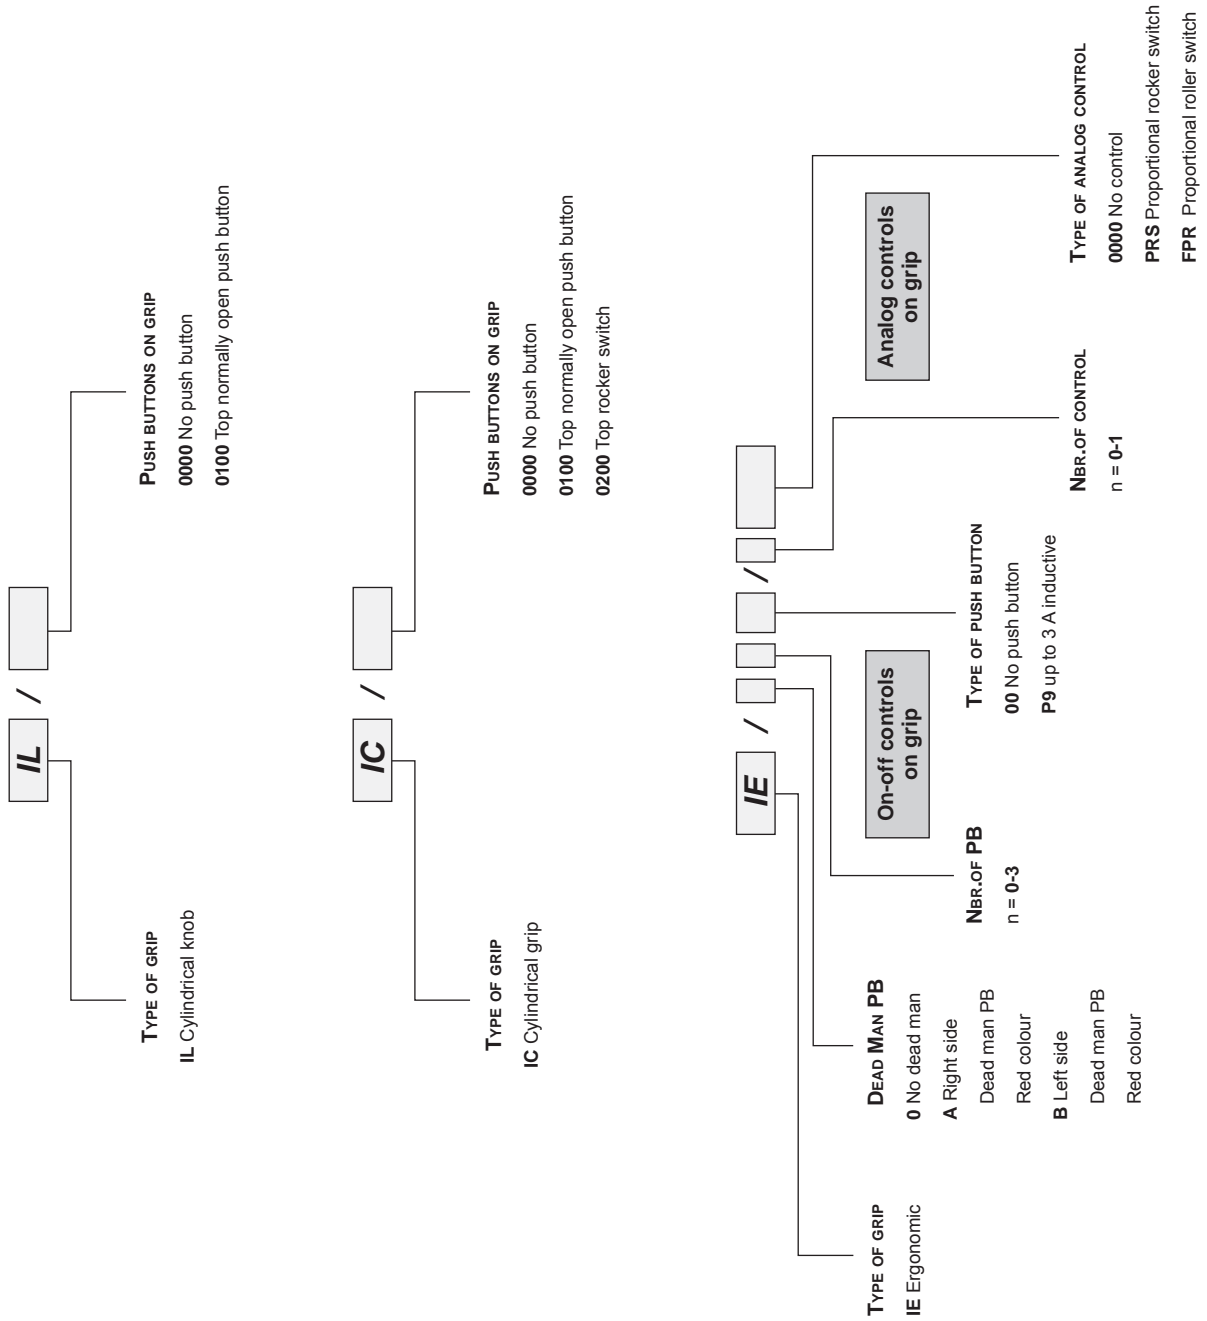 IL /
TYPE OF GRIP
IL Cylindrical knob
PUSH BUTTONS ON GRIP
0000 No push button
0100 Top normally open push button
IC /
TYPE OF GRIP
IC Cylindrical grip
PUSH BUTTONS ON GRIP
0000 No push button
0100 Top normally open push button
0200 Top rocker switch
IE / /
On-off controls
on grip
Analog controls
on grip
TYPE OF GRIP
IE Ergonomic
DEAD MAN PB
0 No dead man
A Right side
Dead man PB
Red colour
B Left side
Dead man PB
Red colour
NBR.OF PB
n = 0-3
TYPE OF PUSH BUTTON
00 No push button
P9 up to 3 A inductive
NBR.OF CONTROL
n = 0-1
TYPE OF ANALOG CONTROL
0000 No control
PRS Proportional rocker switch
FPR Proportional roller switch